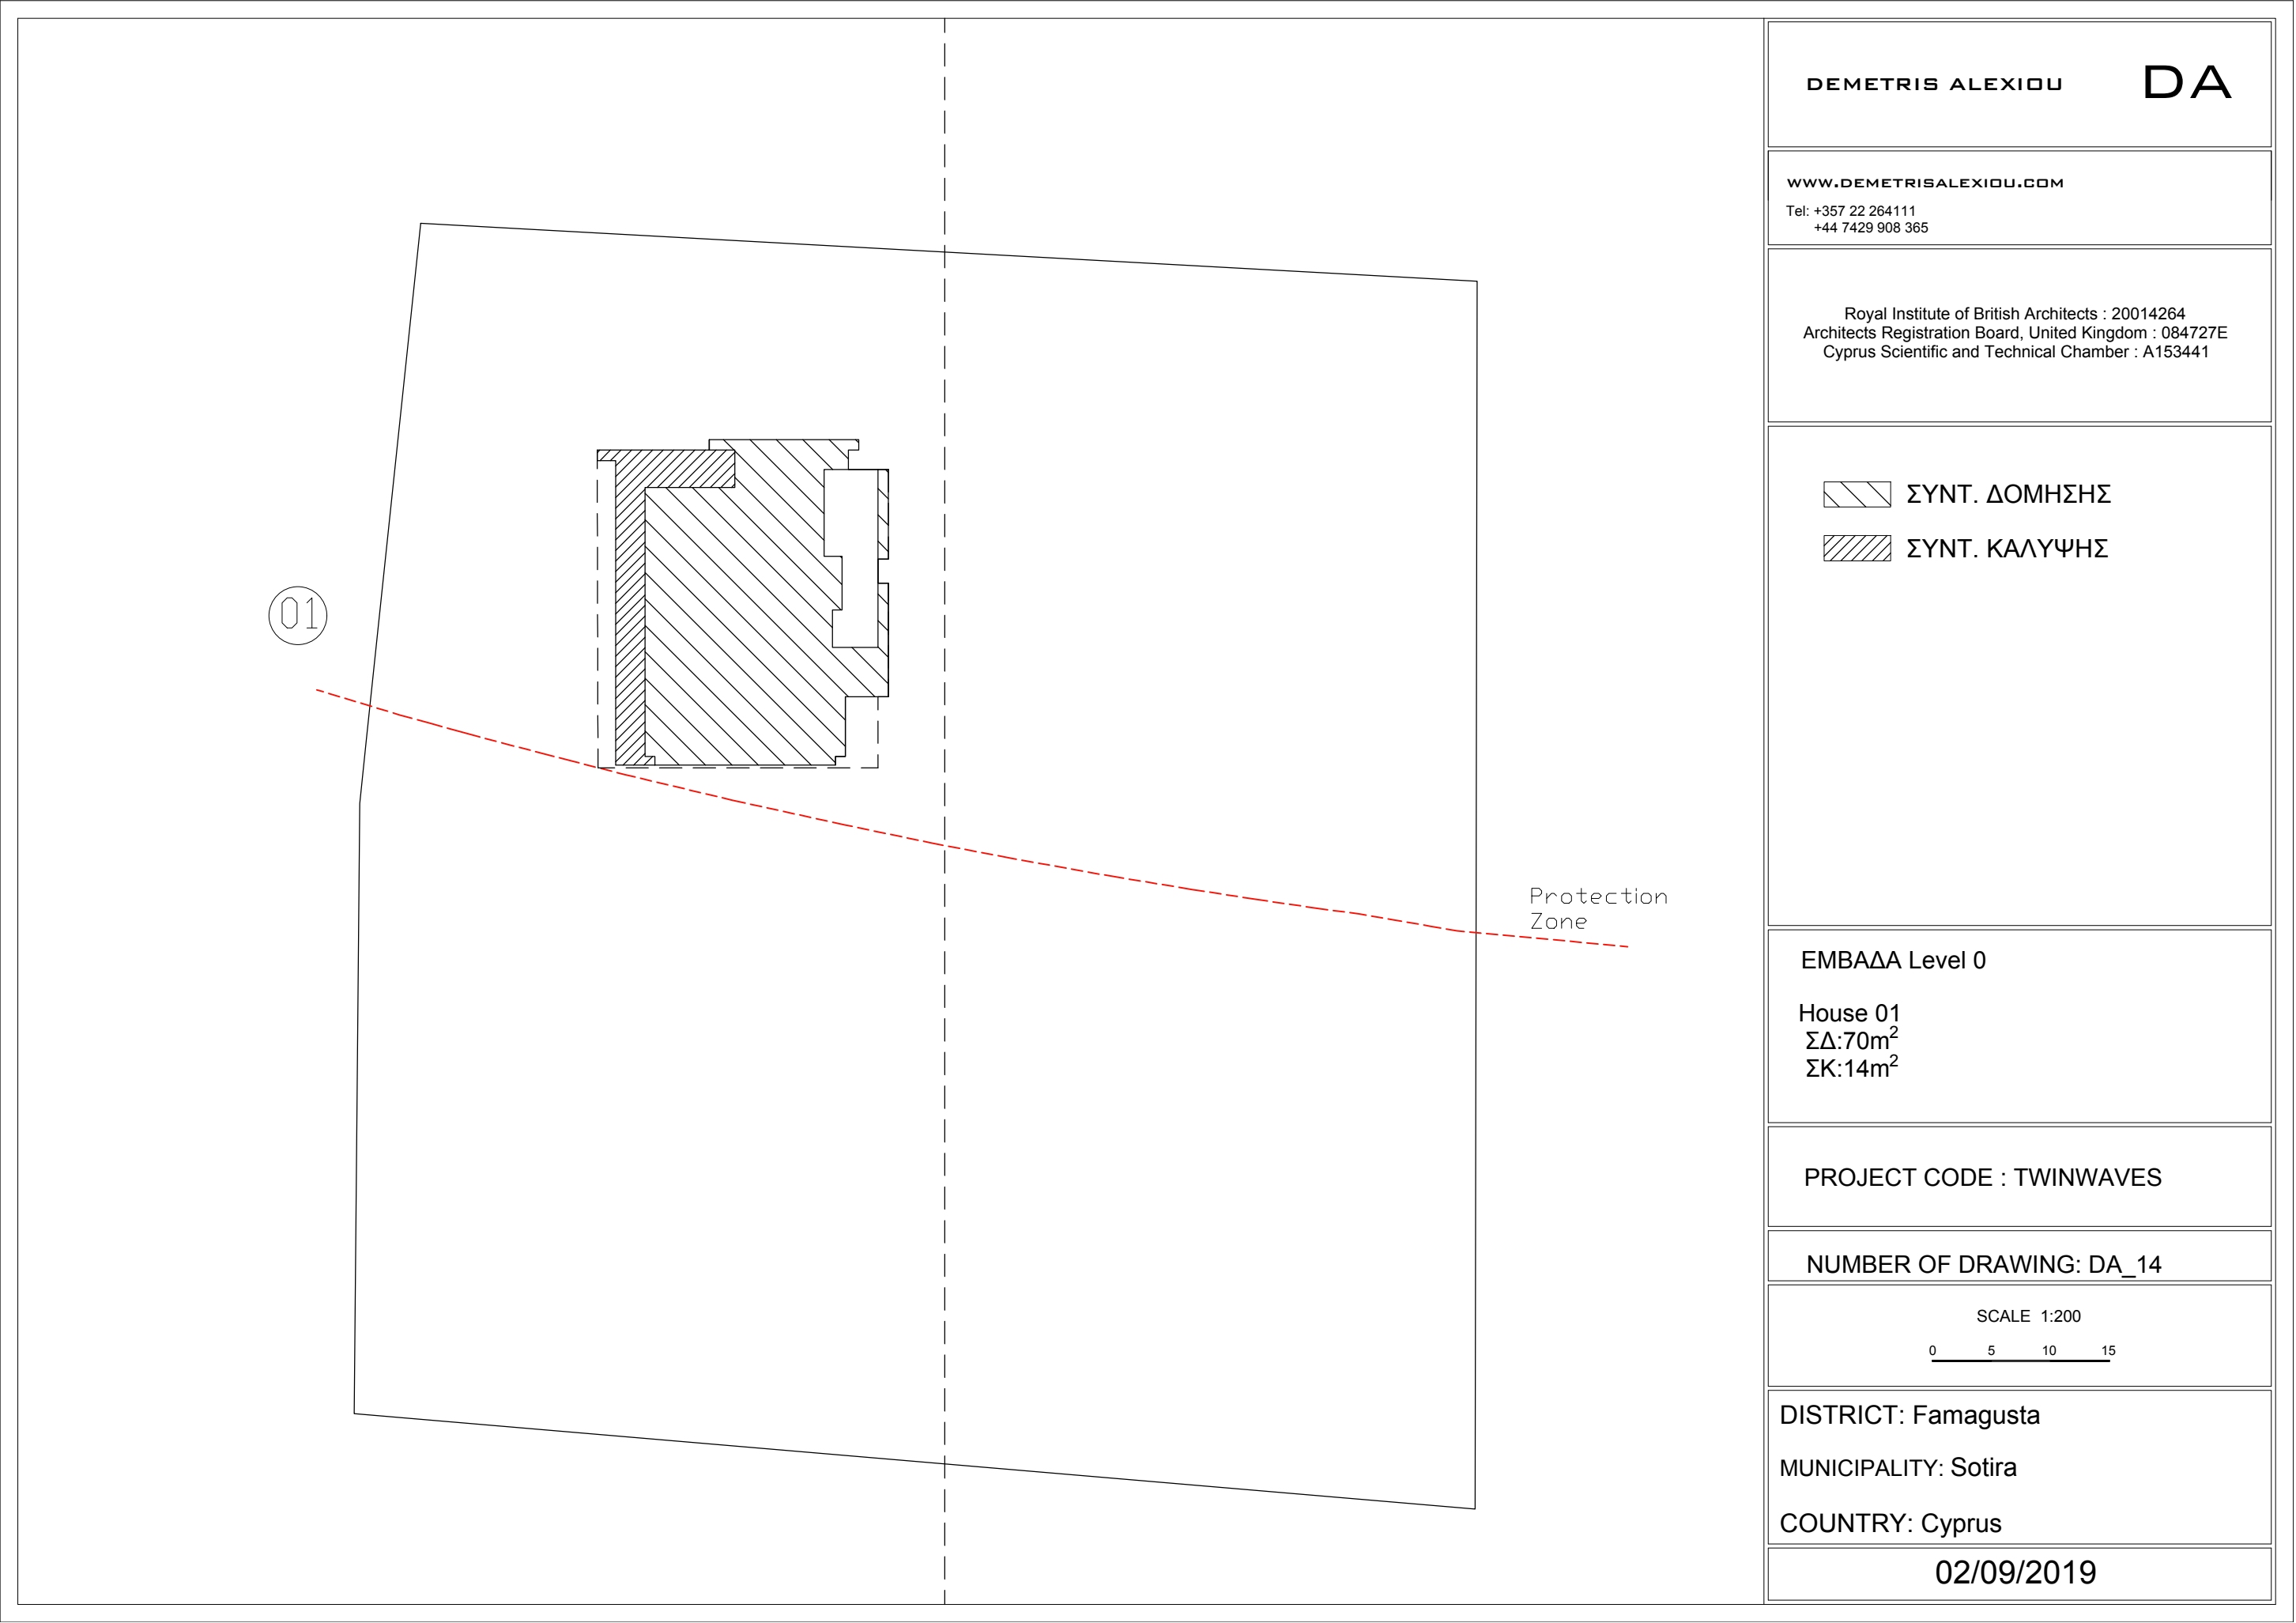 01
Protection
Zone
DEMETRIS ALEXIOU DA
WWW.DEMETRISALEXIOU.COM
Tel: +357 22 264111
+44 7429 908 365
Royal Institute of British Architects : 20014264
Architects Registration Board, United Kingdom : 084727E
Cyprus Scientific and Technical Chamber : A153441
ΣΥΝΤ. ΔΟΜΗΣΗΣ
ΣΥΝΤ. ΚΑΛΥΨΗΣ
ΕΜΒΑΔΑ Level 0
House 01
ΣΔ:70m²
ΣΚ:14m²
PROJECT CODE : TWINWAVES
NUMBER OF DRAWING: DA_14
SCALE 1:200
0 5 10 15
DISTRICT: Famagusta
MUNICIPALITY: Sotira
COUNTRY: Cyprus
02/09/2019